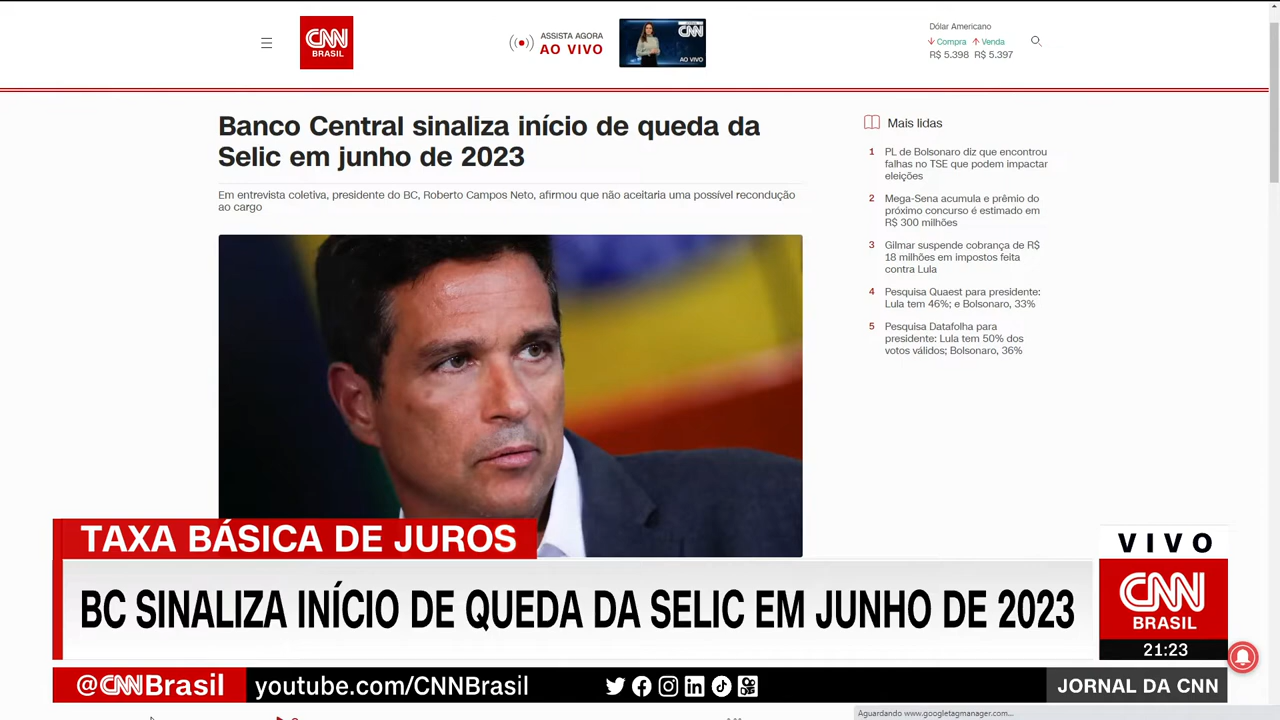 CNN
BRASIL
ASSISTA AGORA
AO VIVO
CNN
AO VIVO
Dólar Americano
Compra Venda
R$ 5.398 R$ 5.397
Banco Central sinaliza início de queda da
Selic em junho de 2023
Em entrevista coletiva, presidente do BC, Roberto Campos Neto, afirmou que não aceitaria uma possível recondução
ao cargo
Mais lidas
1 PL de Bolsonaro diz que encontrou
falhas no TSE que podem impactar
eleições
2 Mega-Sena acumula e prêmio do
próximo concurso é estimado em
R$ 300 milhões
3 Gilmar suspende cobrança de R$
18 milhões em impostos feita
contra Lula
4 Pesquisa Quaest para presidente:
Lula tem 46%; e Bolsonaro, 33%
5 Pesquisa Datafolha para
presidente: Lula tem 50% dos
votos válidos; Bolsonaro, 36%
TAXA BÁSICA DE JUROS
BC SINALIZA INÍCIO DE QUEDA DA SELIC EM JUNHO DE 2023
VIVO
CNN
BRASIL
21:23
@CNNBrasil youtube.com/CNNBrasil
JORNAL DA CNN
Aguardando www.googletagmanager.com...